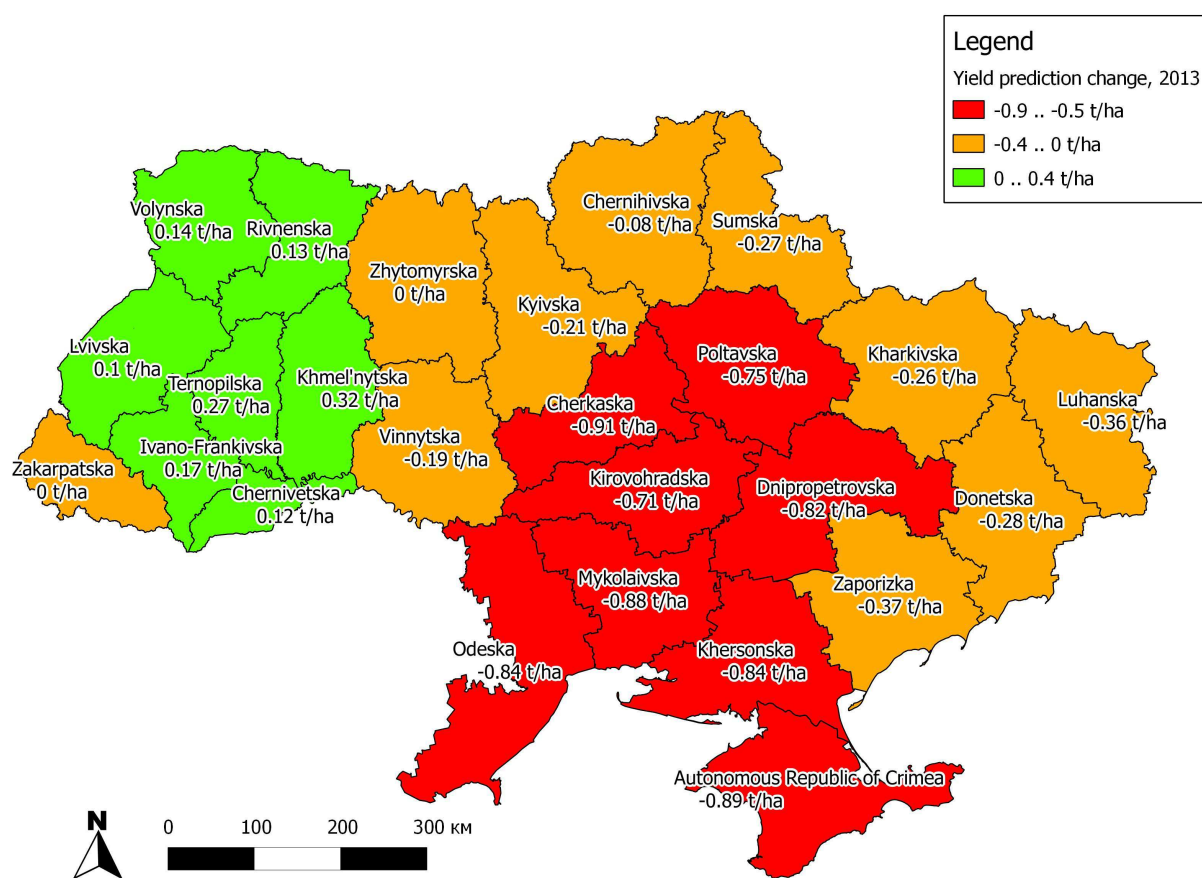 Legend
Yield prediction change, 2013
-0.9 .. -0.5 t/ha
-0.4 .. 0 t/ha
0 .. 0.4 t/ha
Volynska
0.14 t/ha
Rivnenska
0.13 t/ha
Zhytomyrska
0 t/ha
Chernihivska
-0.08 t/ha
Sumska
-0.27 t/ha
Kyivska
-0.21 t/ha
Lvivska
0.1 t/ha
Ternopilska
0.27 t/ha
Khmel'nytska
0.32 t/ha
Poltavska
-0.75 t/ha
Kharkivska
-0.26 t/ha
Luhanska
-0.36 t/ha
Cherkaska
-0.91 t/ha
Ivano-Frankivska
0.17 t/ha
Vinnytska
-0.19 t/ha
Zakarpatska
0 t/ha
Chernivetska
0.12 t/ha
Kirovohradska
-0.71 t/ha
Dnipropetrovska
-0.82 t/ha
Donetska
-0.28 t/ha
Mykolaivska
-0.88 t/ha
Zaporizka
-0.37 t/ha
Odeska
-0.84 t/ha
Khersonska
-0.84 t/ha
Autonomous Republic of Crimea
-0.89 t/ha
N
0 100 200 300 км